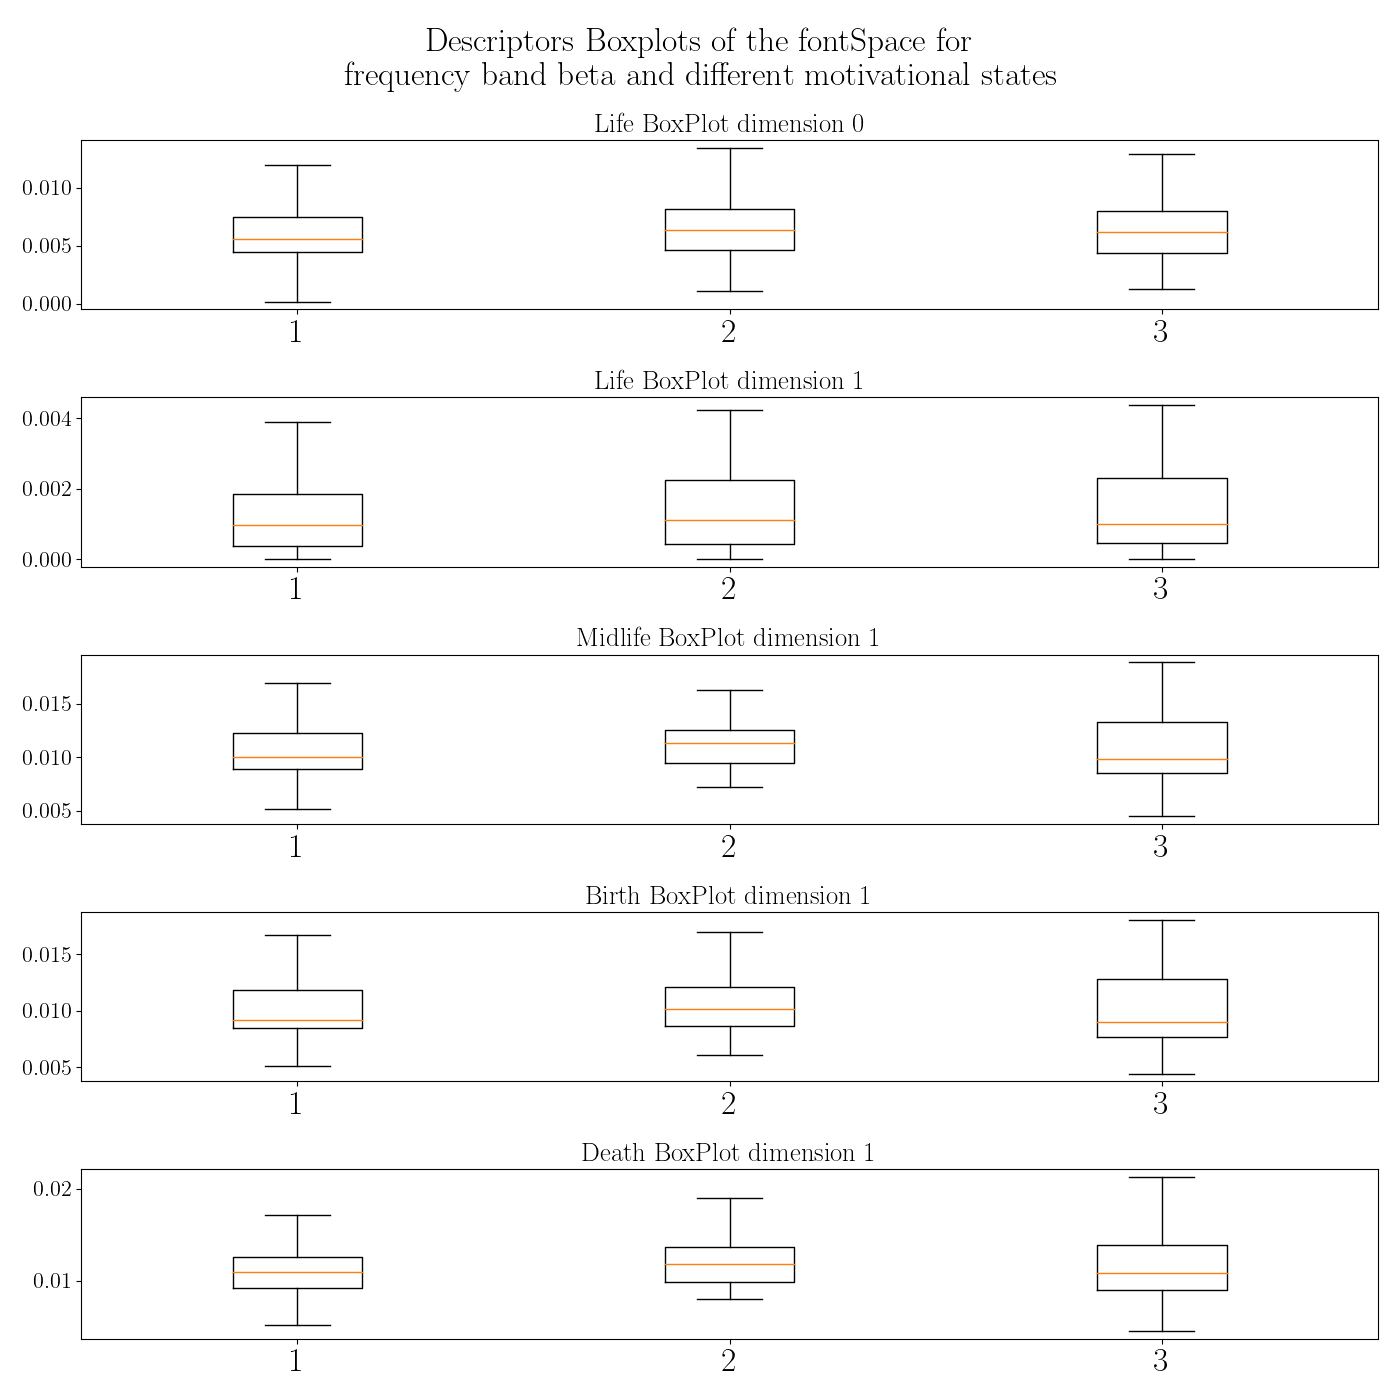 Descriptors Boxplots of the fontSpace for
frequency band beta and different motivational states
Life BoxPlot dimension 0
0.010
0.005
0.000
1 2 3
Life BoxPlot dimension 1
0.004
0.002
0.000
1 2 3
Midlife BoxPlot dimension 1
0.015
0.010
0.005
1 2 3
Birth BoxPlot dimension 1
0.015
0.010
0.005
1 2 3
Death BoxPlot dimension 1
0.02
0.01
1 2 3